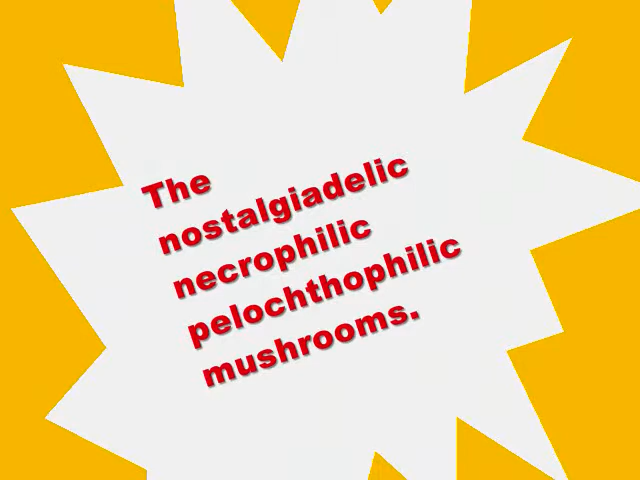 The
nostalgiadelic
necrophilic
pelochthophilic
mushrooms.